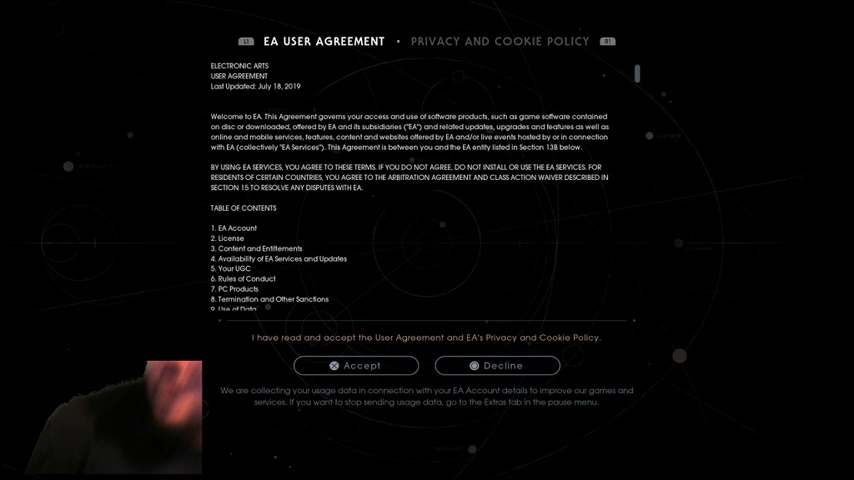 L1 EA USER AGREEMENT • PRIVACY AND COOKIE POLICY R1
ELECTRONIC ARTS
USER AGREEMENT
Last Updated: July 18, 2019
Welcome to EA. This Agreement governs your access and use of software products, such as game software contained
on disc or downloaded, offered by EA and its subsidiaries ("EA") and related updates, upgrades and features as well as
online and mobile services, features, content and websites offered by EA and/or live events hosted by or in connection
with EA (collectively "EA Services"). This Agreement is between you and the EA entity listed in Section 13B below.
BY USING EA SERVICES, YOU AGREE TO THESE TERMS. IF YOU DO NOT AGREE, DO NOT INSTALL OR USE THE EA SERVICES. FOR
RESIDENTS OF CERTAIN COUNTRIES, YOU AGREE TO THE ARBITRATION AGREEMENT AND CLASS ACTION WAIVER DESCRIBED IN
SECTION 15 TO RESOLVE ANY DISPUTES WITH EA.
TABLE OF CONTENTS
1. EA Account
2. License
3. Content and Entitlements
4. Availability of EA Services and Updates
5. Your UGC
6. Rules of Conduct
7. PC Products
8. Termination and Other Sanctions
9. Use of Data
I have read and accept the User Agreement and EA's Privacy and Cookie Policy.
Accept Decline
We are collecting your usage data in connection with your EA Account details to improve our games and
services. If you want to stop sending usage data, go to the Extras tab in the pause menu.